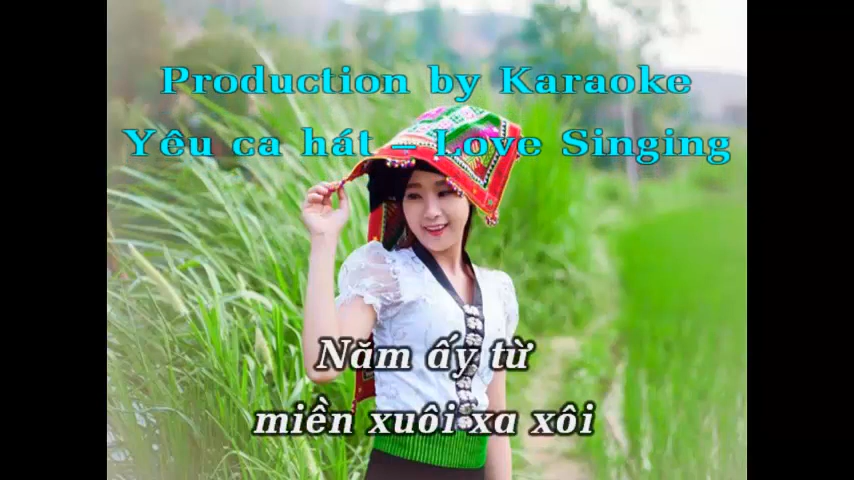 Production by Karaoke
Yêu ca hát – Love Singing
Năm ấy từ
miền xuôi xa xôi